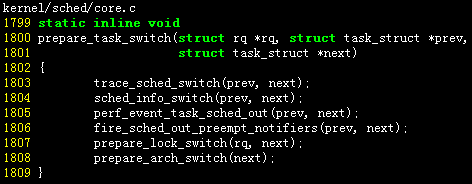 kernel/sched/core.c
1799 static inline void
1800 prepare_task_switch(struct rq *rq, struct task_struct *prev,
1801                     struct task_struct *next)
1802 {
1803         trace_sched_switch(prev, next);
1804         sched_info_switch(prev, next);
1805         perf_event_task_sched_out(prev, next);
1806         fire_sched_out_preempt_notifiers(prev, next);
1807         prepare_lock_switch(rq, next);
1808         prepare_arch_switch(next);
1809 }